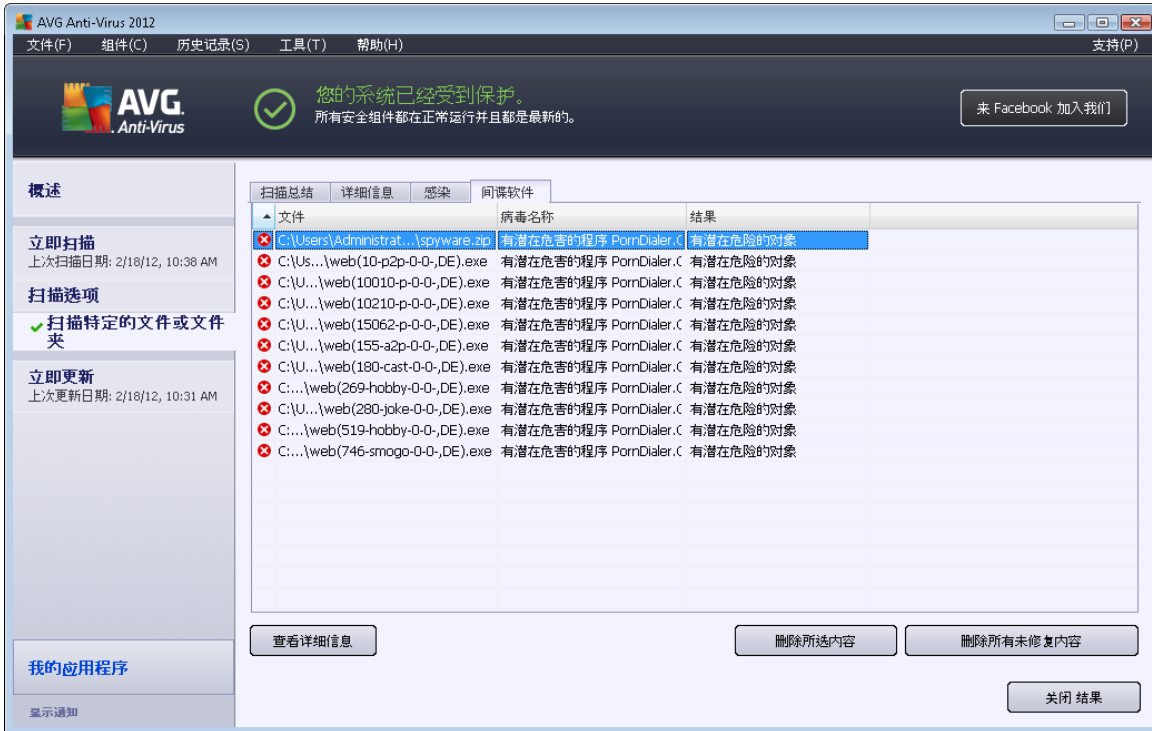 AVG Anti-Virus 2012
文件(F) 组件(C) 历史记录(S) 工具(T) 帮助(H) 支持(P)
AVG.
Anti-Virus
您的系统已经受到保护。
所有安全组件都在正常运行并且都是最新的。
来 Facebook 加入我们
概述
立即扫描
上次扫描日期: 2/18/12, 10:38 AM
扫描选项
扫描特定的文件或文件
夹
立即更新
上次更新日期: 2/18/12, 10:31 AM
我的应用程序
显示通知
扫描总结 详细信息 感染 间谍软件
文件 病毒名称 结果
C:\Users\Administrat...\spyware.zip 有潜在危害的程序 PornDialer.C 有潜在危险的对象
C:\Us...\web(10-p2p-0-0-,DE).exe 有潜在危害的程序 PornDialer.C 有潜在危险的对象
C:\U...\web(10010-p-0-0-,DE).exe 有潜在危害的程序 PornDialer.C 有潜在危险的对象
C:\U...\web(10210-p-0-0-,DE).exe 有潜在危害的程序 PornDialer.C 有潜在危险的对象
C:\U...\web(15062-p-0-0-,DE).exe 有潜在危害的程序 PornDialer.C 有潜在危险的对象
C:\U...\web(155-a2p-0-0-,DE).exe 有潜在危害的程序 PornDialer.C 有潜在危险的对象
C:\U...\web(180-cast-0-0-,DE).exe 有潜在危害的程序 PornDialer.C 有潜在危险的对象
C:...\web(269-hobby-0-0-,DE).exe 有潜在危害的程序 PornDialer.C 有潜在危险的对象
C:\U...\web(280-joke-0-0-,DE).exe 有潜在危害的程序 PornDialer.C 有潜在危险的对象
C:...\web(519-hobby-0-0-,DE).exe 有潜在危害的程序 PornDialer.C 有潜在危险的对象
C:...\web(746-smogo-0-0-,DE).exe 有潜在危害的程序 PornDialer.C 有潜在危险的对象
查看详细信息 删除所选内容 删除所有未修复内容
关闭 结果